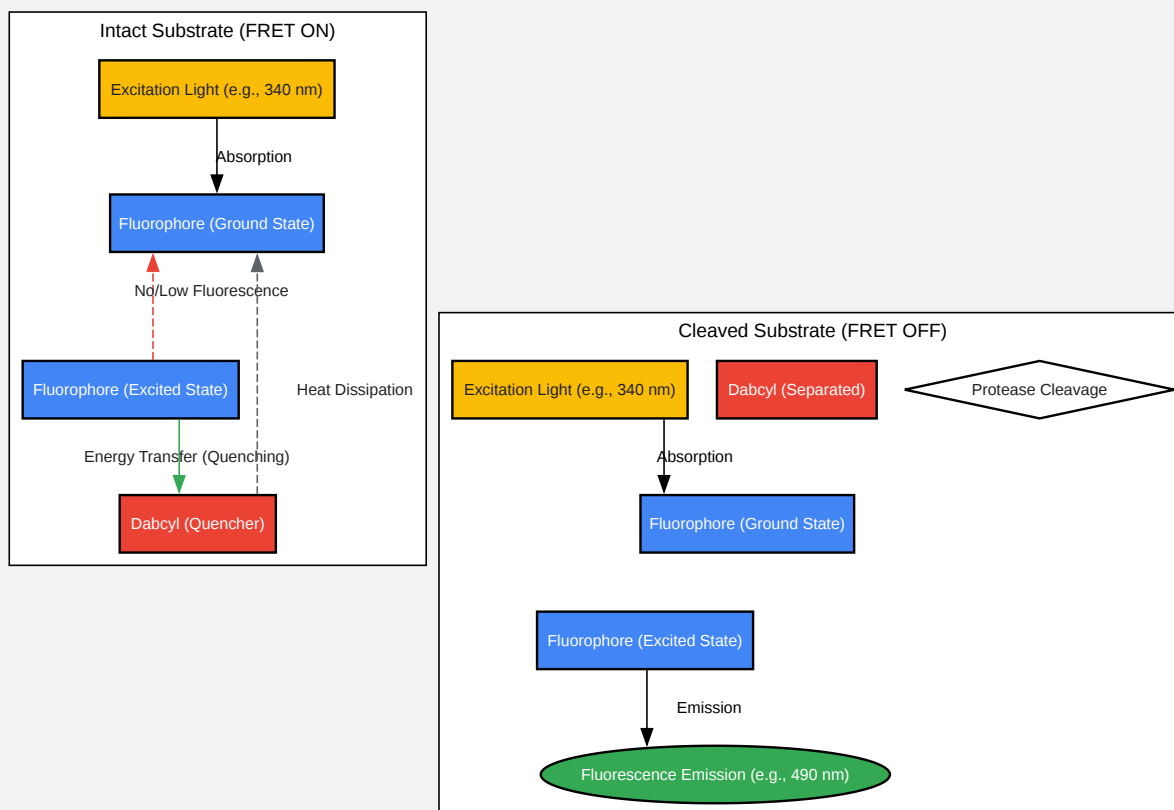 Intact Substrate (FRET ON)
Excitation Light (e.g., 340 nm)
Absorption
Fluorophore (Ground State)
No/Low Fluorescence
Fluorophore (Excited State)
Heat Dissipation
Energy Transfer (Quenching)
Dabcyl (Quencher)
Cleaved Substrate (FRET OFF)
Excitation Light (e.g., 340 nm)
Dabcyl (Separated)
Protease Cleavage
Absorption
Fluorophore (Ground State)
Fluorophore (Excited State)
Emission
Fluorescence Emission (e.g., 490 nm)